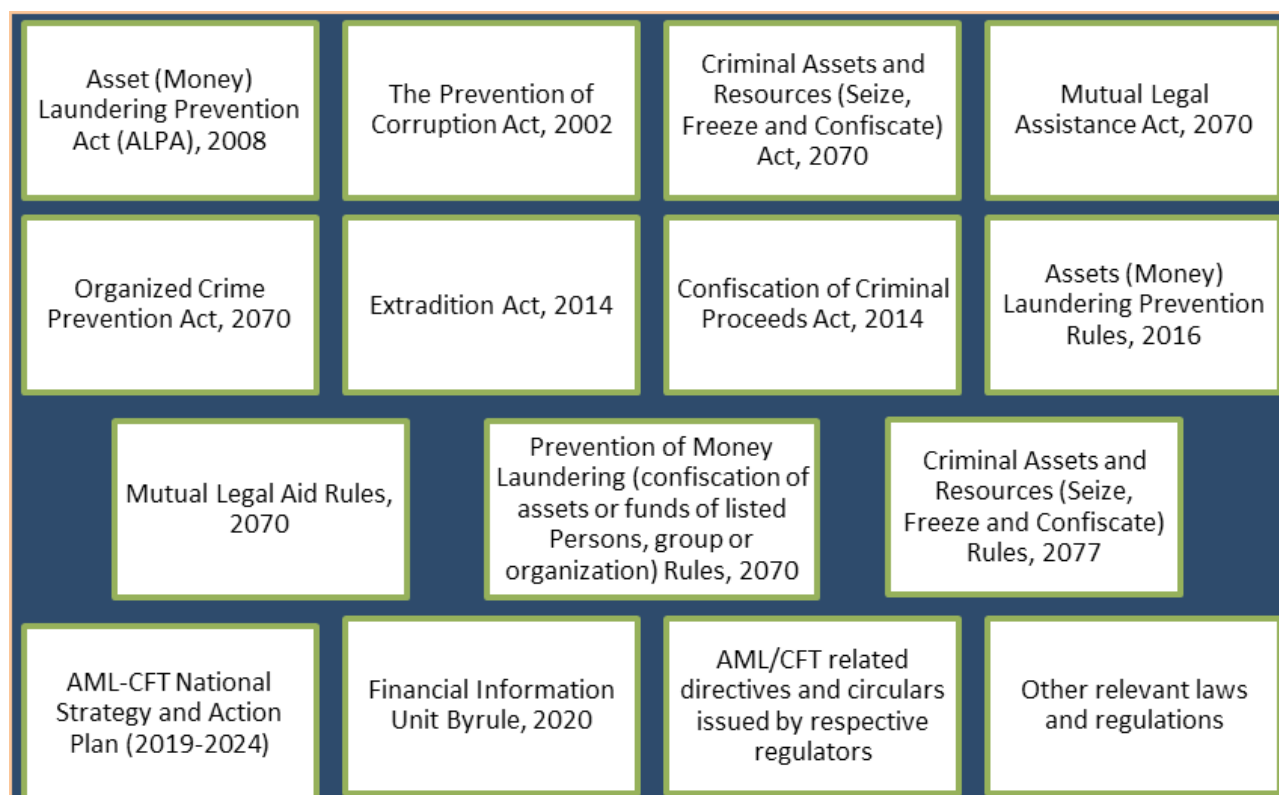 Asset (Money)
Laundering Prevention
Act (ALPA), 2008
The Prevention of
Corruption Act, 2002
Criminal Assets and
Resources (Seize,
Freeze and Confiscate)
Act, 2070
Mutual Legal
Assistance Act, 2070
Organized Crime
Prevention Act, 2070
Extradition Act, 2014
Confiscation of Criminal
Proceeds Act, 2014
Assets (Money)
Laundering Prevention
Rules, 2016
Mutual Legal Aid Rules,
2070
Prevention of Money
Laundering (confiscation of
assets or funds of listed
Persons, group or
organization) Rules, 2070
Criminal Assets and
Resources (Seize,
Freeze and Confiscate)
Rules, 2077
AML-CFT National
Strategy and Action
Plan (2019-2024)
Financial Information
Unit Byrule, 2020
AML/CFT related
directives and circulars
issued by respective
regulators
Other relevant laws
and regulations